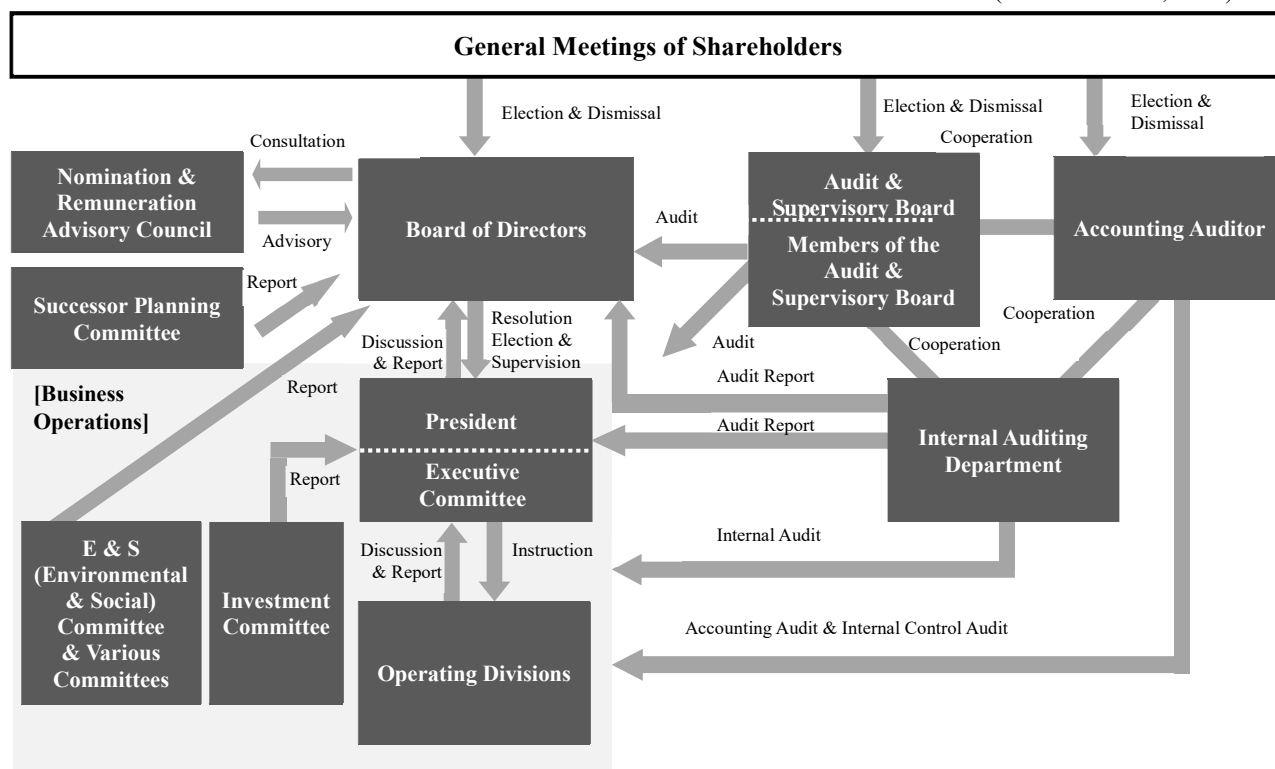 General Meetings of Shareholders
Election & Dismissal
Election & Dismissal
Election &
Dismissal
Cooperation
Consultation
Nomination &
Remuneration
Advisory Council
Advisory
Board of Directors
Audit
Audit &
Supervisory Board
Members of the
Audit &
Supervisory Board
Accounting Auditor
Successor Planning
Committee
Report
Discussion
& Report
Resolution
Election &
Supervision
Audit
Cooperation
Cooperation
[Business
Operations]
Report
Audit Report
Audit Report
President
Executive
Committee
Internal Auditing
Department
Report
E & S
(Environmental
& Social)
Committee
& Various
Committees
Investment
Committee
Discussion
& Report
Instruction
Internal Audit
Operating Divisions
Accounting Audit & Internal Control Audit